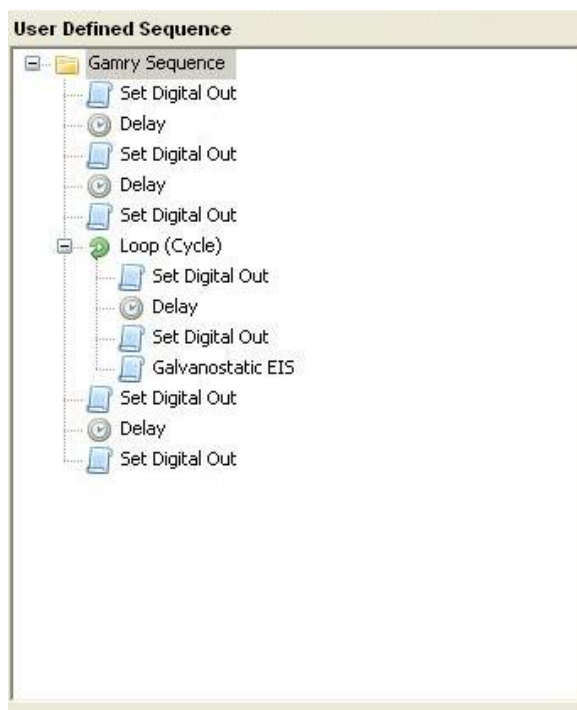 User Defined Sequence
Gamry Sequence
Set Digital Out
Delay
Set Digital Out
Delay
Set Digital Out
Loop (Cycle)
Set Digital Out
Delay
Set Digital Out
Galvanostatic EIS
Set Digital Out
Delay
Set Digital Out